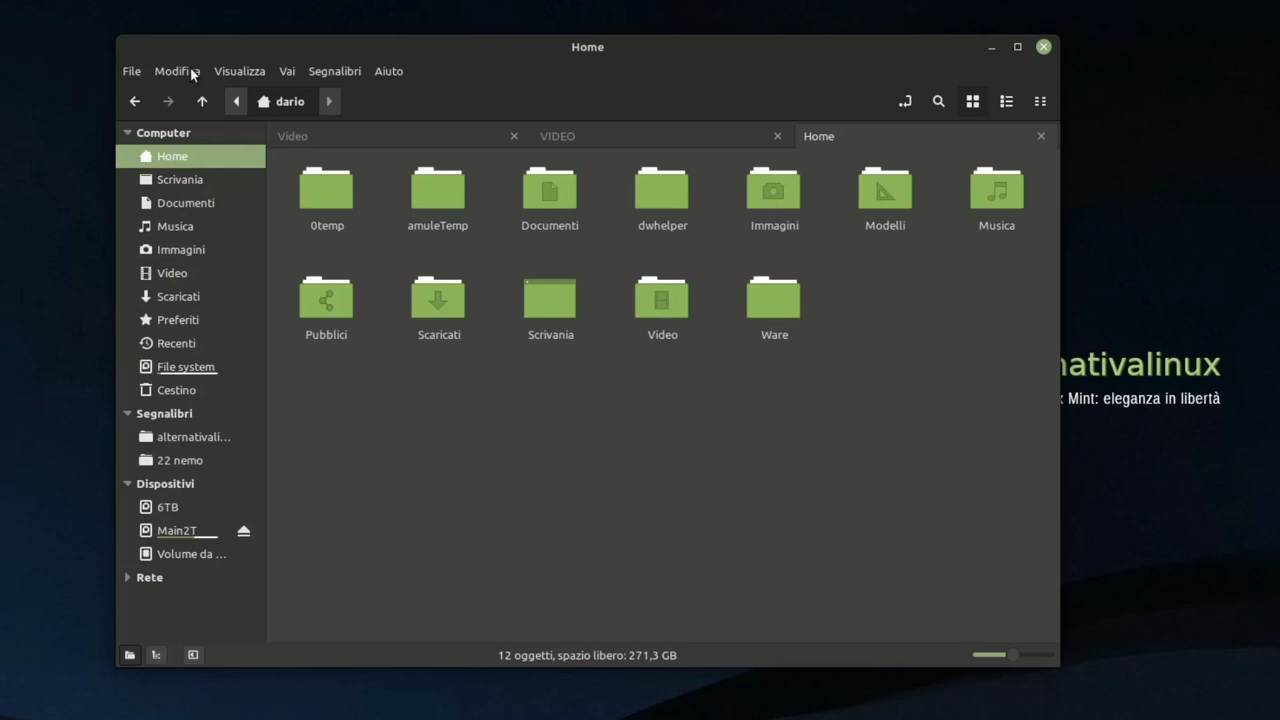 Home
File Modifica Visualizza Vai Segnalibri Aiuto
dario
Computer
Home
Scrivania
Documenti
Musica
Immagini
Video
Scaricati
Preferiti
Recenti
File system
Cestino
Segnalibri
alternativali...
22 nemo
Dispositivi
6TB
Main2T
Volume da ...
Rete
Video VIDEO Home
0temp amuleTemp Documenti dwhelper Immagini Modelli Musica
Pubblici Scaricati Scrivania Video Ware
12 oggetti, spazio libero: 271,3 GB
nativalinux
x Mint: eleganza in libertà